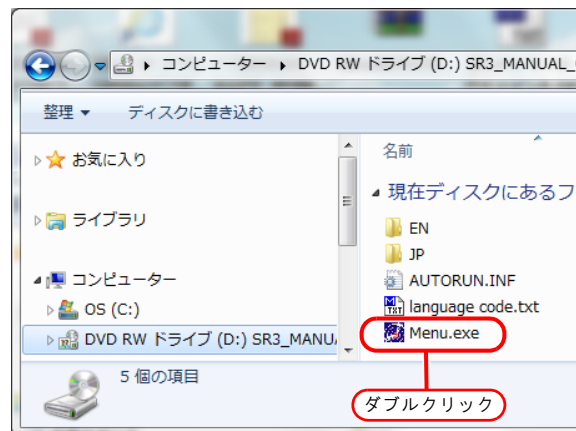 コンピューター ▸ DVD RW ドライブ (D:) SR3_MANUAL_
整理 ▼ ディスクに書き込む
お気に入り
ライブラリ
コンピューター
OS (C:)
DVD RW ドライブ (D:) SR3_MANU
名前
現在ディスクにあるフ
EN
JP
AUTORUN.INF
language code.txt
Menu.exe
5 個の項目
ダブルクリック